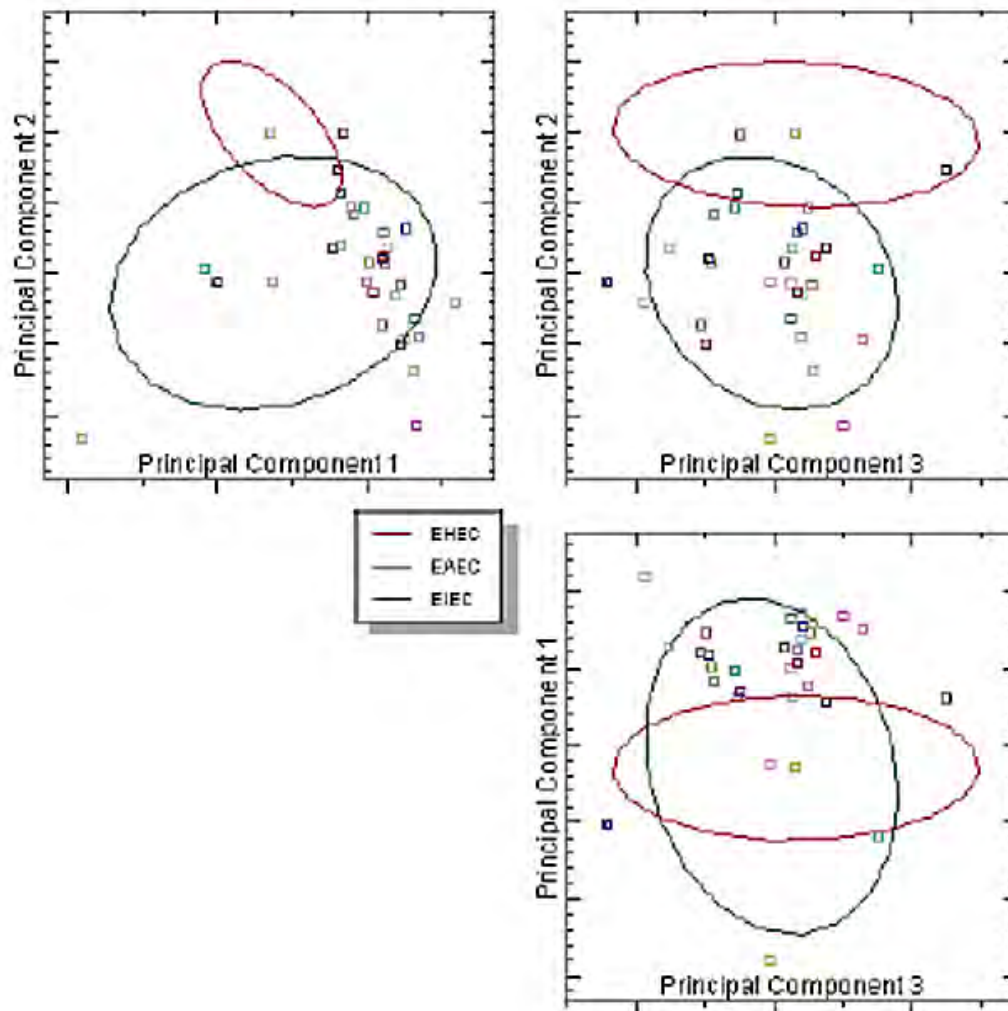 Principal Component 2
Principal Component 1
Principal Component 2
Principal Component 3
EHEC
EAEC
EIEC
Principal Component 1
Principal Component 3